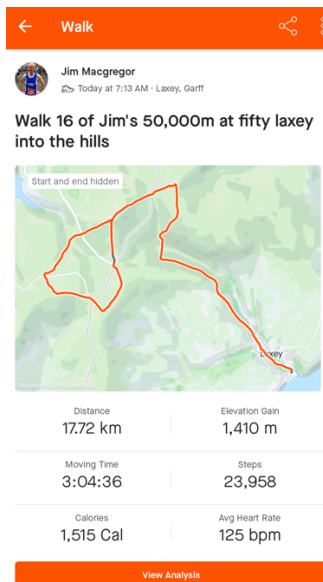 Walk
Jim Macgregor
Today at 7:13 AM · Laxey, Garff
Walk 16 of Jim's 50,000m at fifty laxey
into the hills
Start and end hidden
Laxey
Distance
Elevation Gain
17.72 km
1,410 m
Moving Time
Steps
3:04:36
23,958
Calories
Avg Heart Rate
1,515 Cal
125 bpm
View Analysis